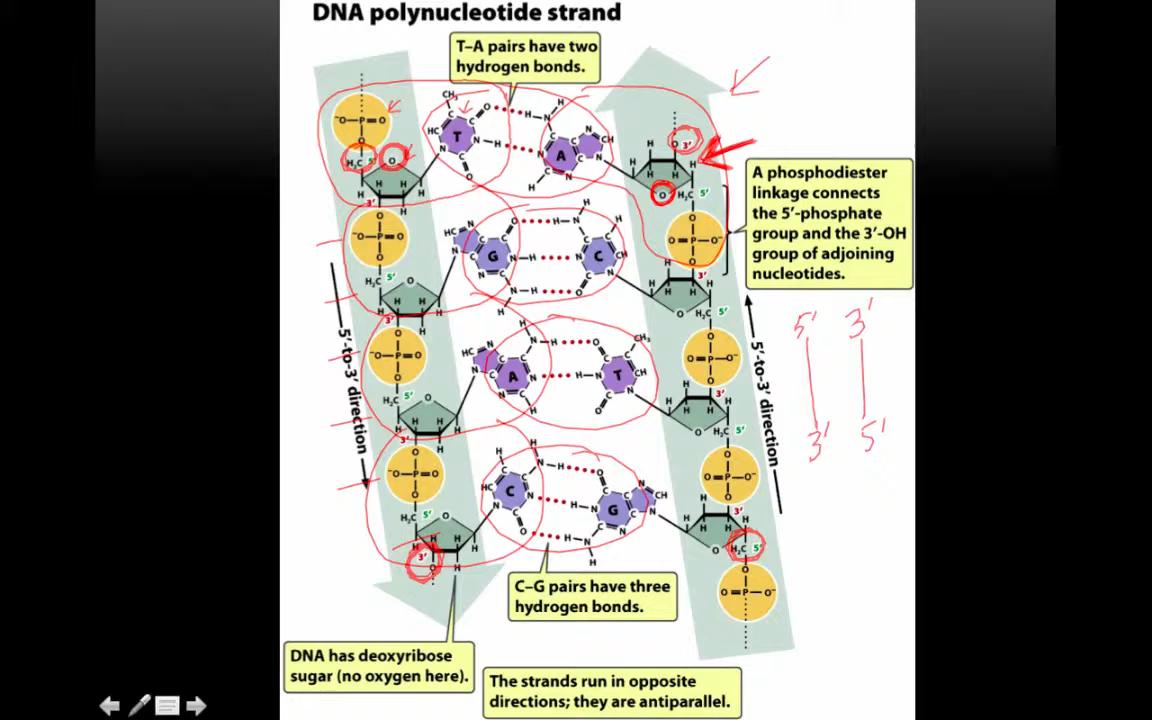 DNA polynucleotide strand
T–A pairs have two
hydrogen bonds.
A phosphodiester
linkage connects
the 5′-phosphate
group and the 3′-OH
group of adjoining
nucleotides.
5′ 3′
3′ 5′
5′-to-3′ direction
5′-to-3′ direction
T
A
G
C
A
T
C
G
C–G pairs have three
hydrogen bonds.
DNA has deoxyribose
sugar (no oxygen here).
The strands run in opposite
directions; they are antiparallel.